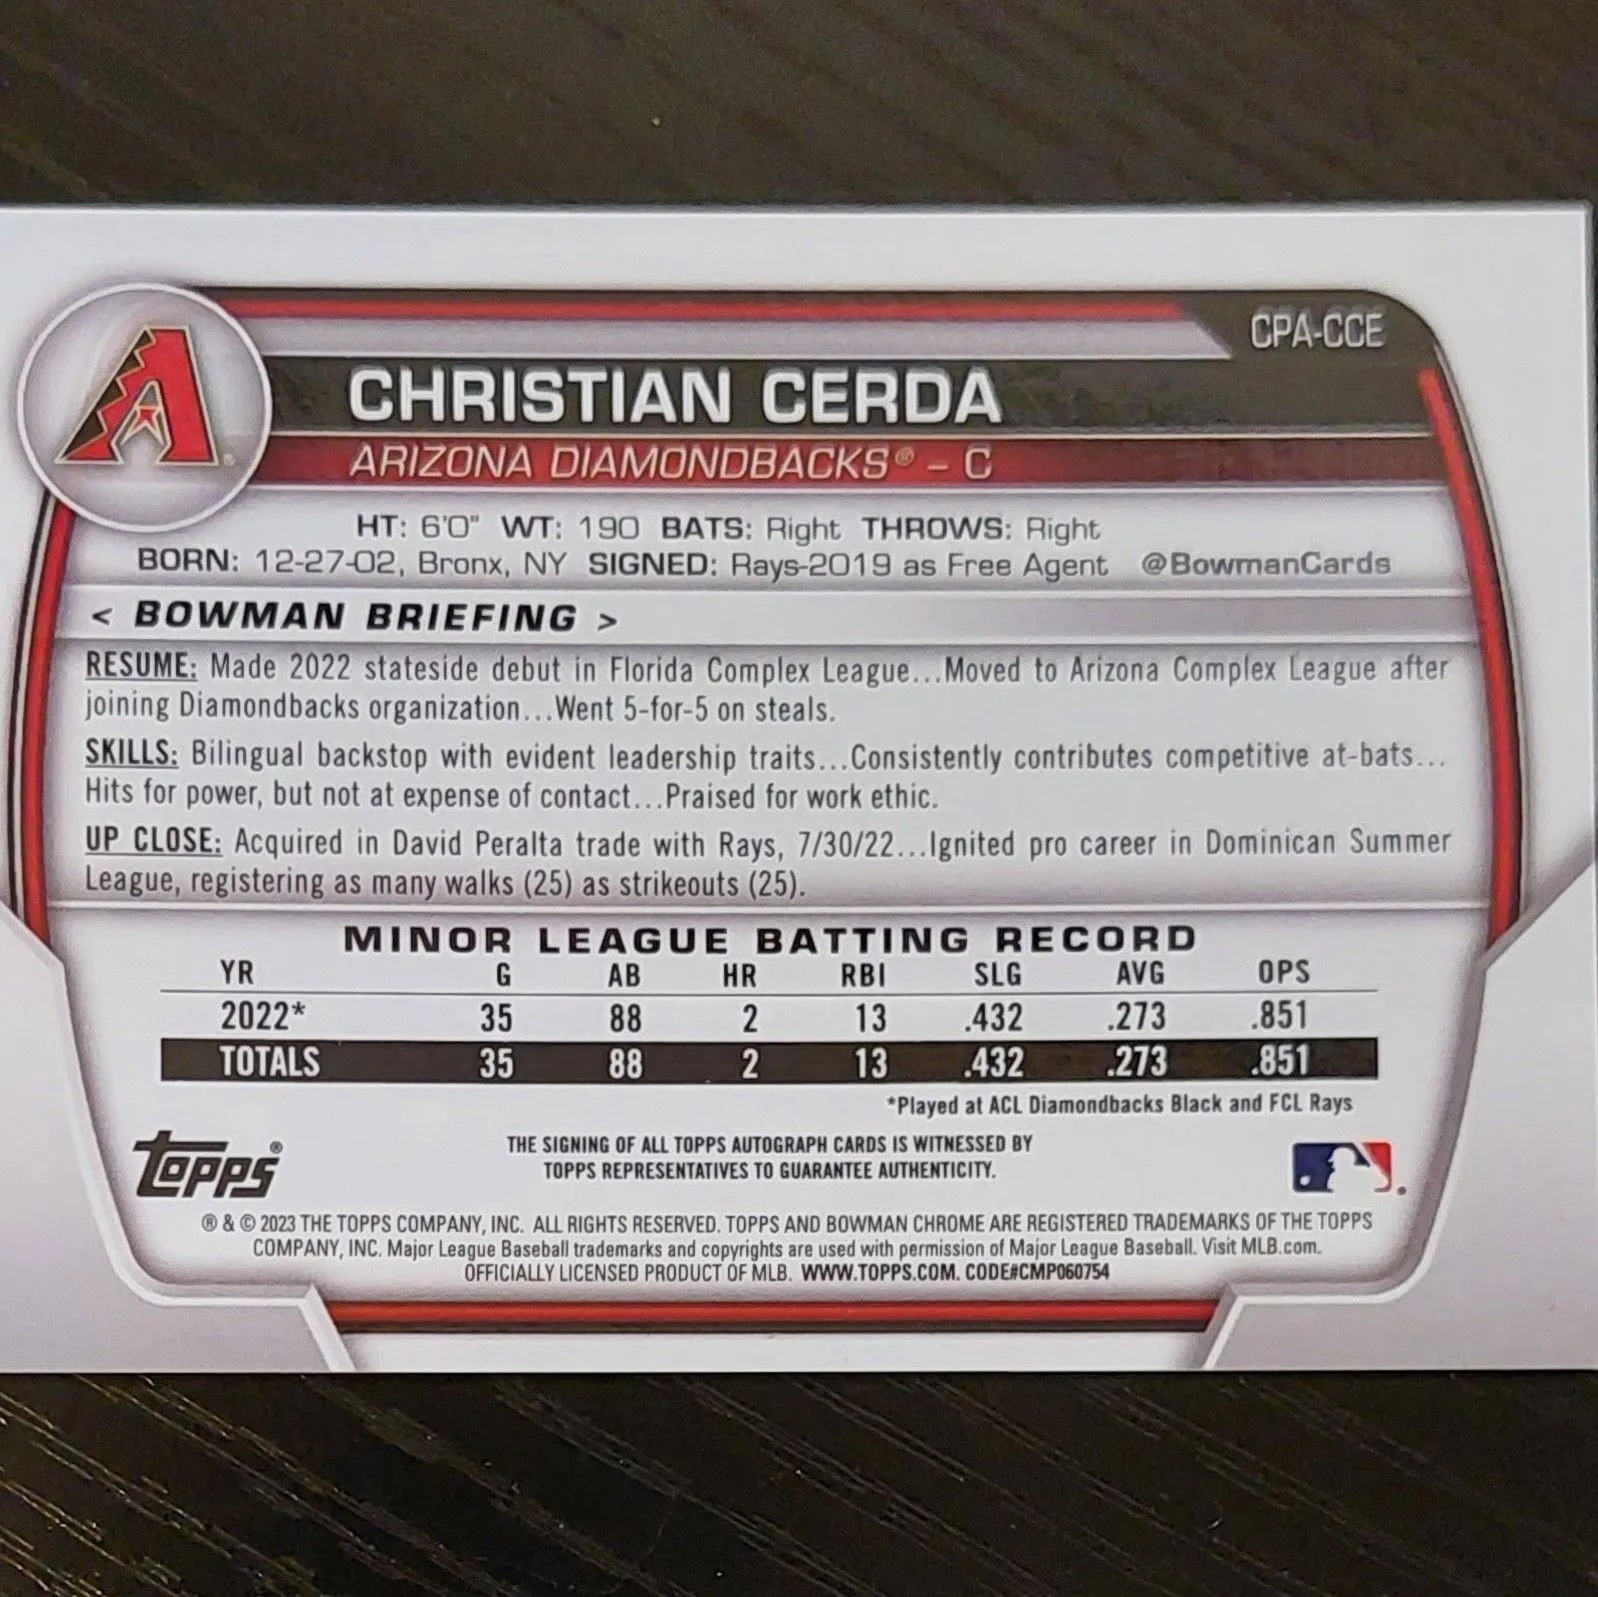 CPA-CCE
CHRISTIAN CERDA
ARIZONA DIAMONDBACKS® - C
HT: 6'0" WT: 190 BATS: Right THROWS: Right
BORN: 12-27-02, Bronx, NY SIGNED: Rays-2019 as Free Agent @BowmanCards
< BOWMAN BRIEFING >
RESUME: Made 2022 stateside debut in Florida Complex League...Moved to Arizona Complex League after
joining Diamondbacks organization...Went 5-for-5 on steals.
SKILLS: Bilingual backstop with evident leadership traits...Consistently contributes competitive at-bats...
Hits for power, but not at expense of contact...Praised for work ethic.
UP CLOSE: Acquired in David Peralta trade with Rays, 7/30/22...Ignited pro career in Dominican Summer
League, registering as many walks (25) as strikeouts (25).
MINOR LEAGUE BATTING RECORD
YR G AB HR RBI SLG AVG OPS
2022* 35 88 2 13 .432 .273 .851
TOTALS 35 88 2 13 .432 .273 .851
*Played at ACL Diamondbacks Black and FCL Rays
topps®
THE SIGNING OF ALL TOPPS AUTOGRAPH CARDS IS WITNESSED BY
TOPPS REPRESENTATIVES TO GUARANTEE AUTHENTICITY.
® & © 2023 THE TOPPS COMPANY, INC. ALL RIGHTS RESERVED. TOPPS AND BOWMAN CHROME ARE REGISTERED TRADEMARKS OF THE TOPPS
COMPANY, INC. Major League Baseball trademarks and copyrights are used with permission of Major League Baseball. Visit MLB.com.
OFFICIALLY LICENSED PRODUCT OF MLB. WWW.TOPPS.COM. CODE#CMP060754